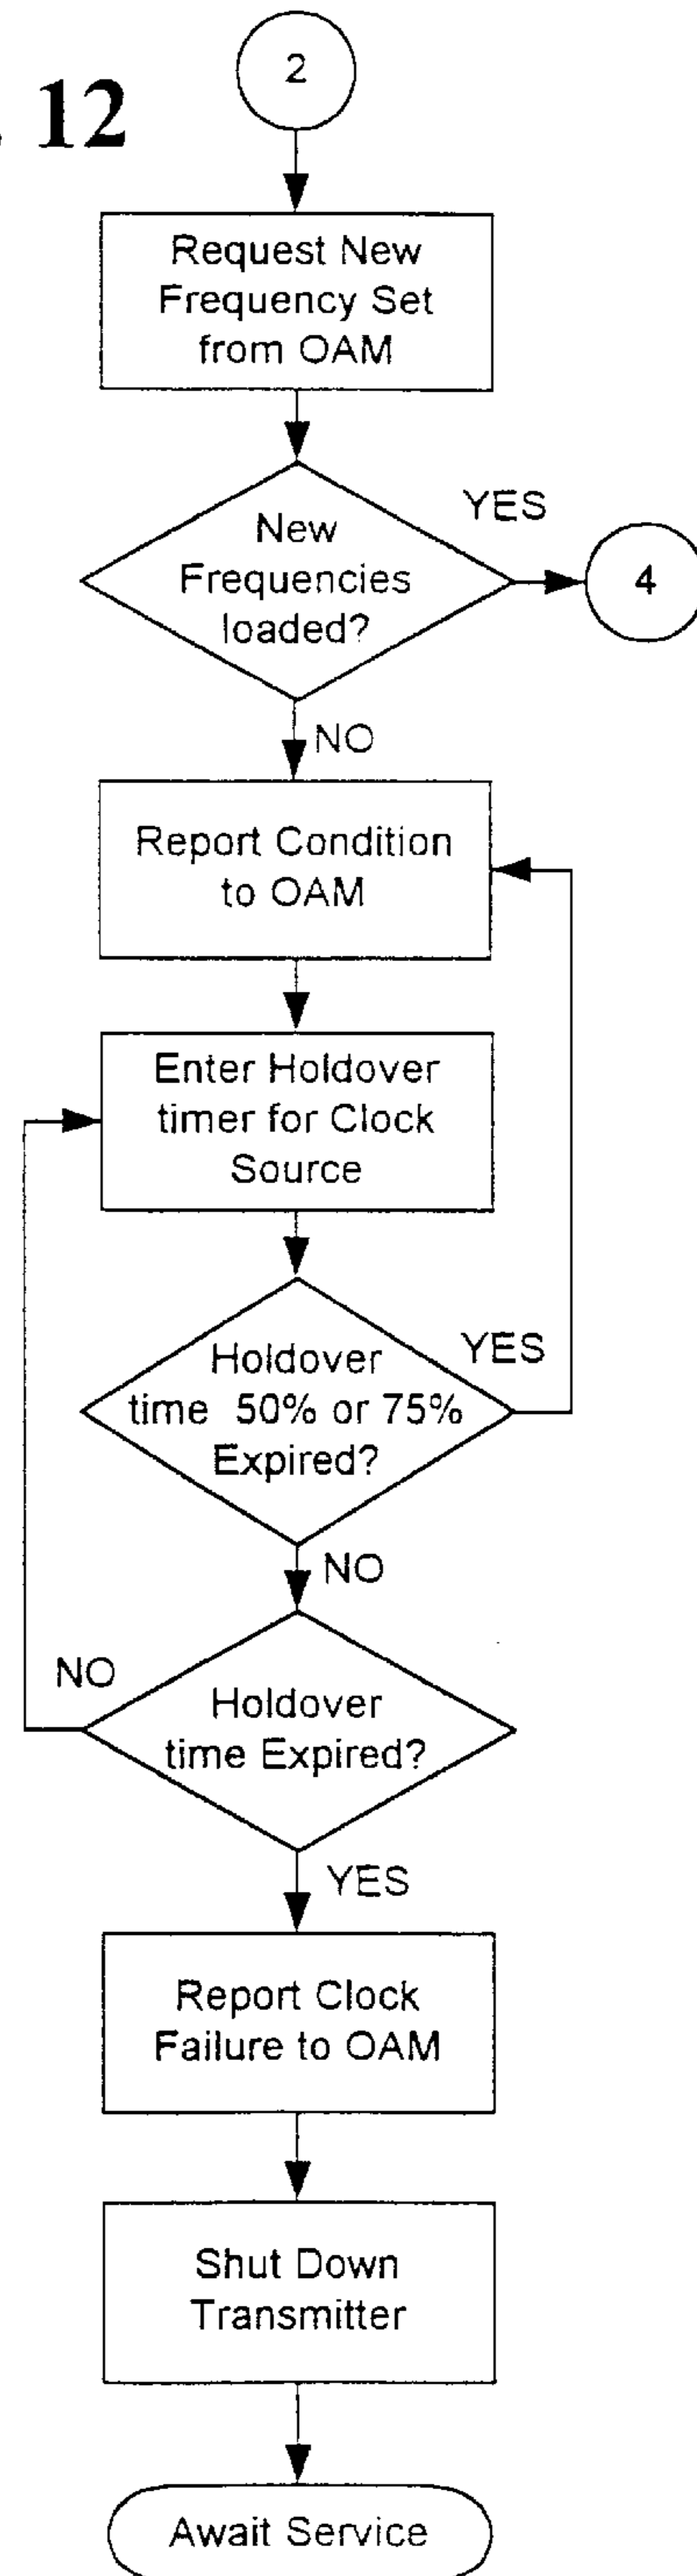 12
2
Request New
Frequency Set
from OAM
New
Frequencies
loaded?
YES
4
NO
Report Condition
to OAM
Enter Holdover
timer for Clock
Source
Holdover
time 50% or 75%
Expired?
YES
NO
NO
Holdover
time Expired?
YES
Report Clock
Failure to OAM
Shut Down
Transmitter
Await Service